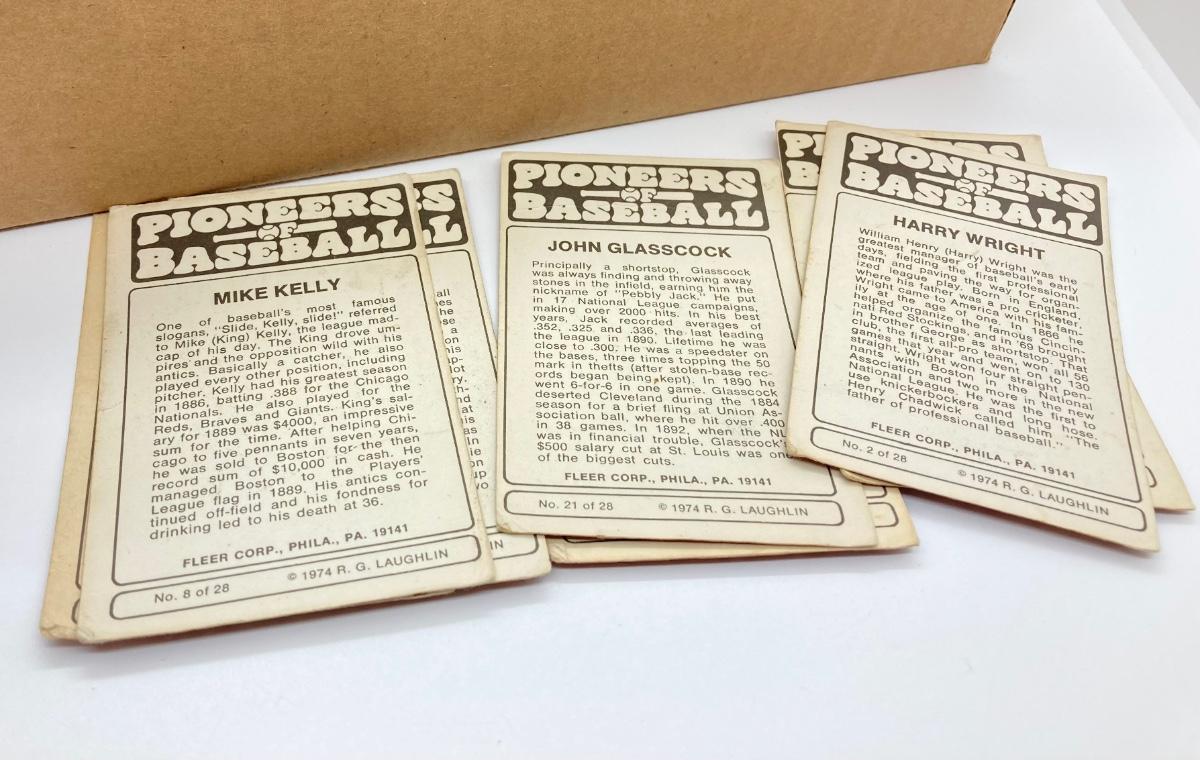 PIONEERS
OF
BASEBALL
MIKE KELLY
One of baseball's most famous
slogans, "Slide, Kelly, slide!" referred
to Mike (King) Kelly, the league mad-
cap of his day. The King drove um-
pires and the opposition wild with his
antics. Basically a catcher, he also
played every other position, including
pitcher. Kelly had his greatest season
in 1886, batting .388 for the Chicago
Nationals. He also played for the
Reds, Braves and Giants. King's sal-
ary for 1889 was $4000, an impressive
sum for the time. After helping Chi-
cago to five pennants in seven years,
he was sold to Boston for the then
record sum of $10,000 in cash. He
managed Boston to the Players'
League flag in 1889. His antics con-
tinued off-field and his fondness for
drinking led to his death at 36.
FLEER CORP., PHILA., PA. 19141
No. 8 of 28 © 1974 R. G. LAUGHLIN
PIONEERS
OF
BASEBALL
JOHN GLASSCOCK
Principally a shortstop, Glasscock
was always finding and throwing away
stones in the infield, earning him the
nickname of "Pebbly Jack." He put
in 17 National League campaigns,
making over 2000 hits. In his best
years, Jack recorded averages of
.352, .325 and .336, the last leading
the league in 1890. Lifetime he was
close to .300. He was a speedster on
the bases, three times topping the 50
mark in thefts (after stolen-base rec-
ords began being kept). In 1890 he
went 6-for-6 in one game. Glasscock
deserted Cleveland during the 1884
season for a brief fling at Union As-
sociation ball, where he hit over .400
in 38 games. In 1892, when the NL
was in financial trouble, Glasscock's
$500 salary cut at St. Louis was one
of the biggest cuts.
FLEER CORP., PHILA., PA. 19141
No. 21 of 28 © 1974 R. G. LAUGHLIN
PIONEERS
OF
BASEBALL
HARRY WRIGHT
William Henry (Harry) Wright was the
greatest manager of baseball's early
days, fielding the first professional
team and paving the way for organ-
ized league play. Born in England,
where his father was a pro cricketer,
Wright came to America with his fam-
ily at the age of one. In 1866 he
helped organize the famous Cincin-
nati Red Stockings, and in '69 brought
in brother George as shortstop. That
club, the first all-pro team, won all 56
games that year and went on to 130
straight. Wright won four straight pen-
nants with Boston in the National
Association and two more in the new
National League. He was the first to
use knickerbockers and long hose.
Henry Chadwick called him "The
father of professional baseball."
FLEER CORP., PHILA., PA. 19141
No. 2 of 28 © 1974 R. G. LAUGHLIN